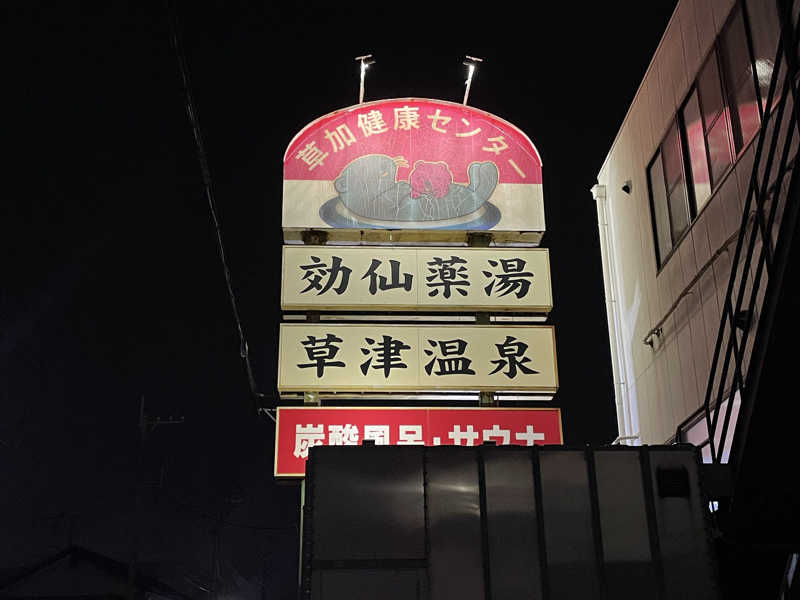 草加健康センター
効仙薬湯
草津温泉
炭酸風呂・サウナ